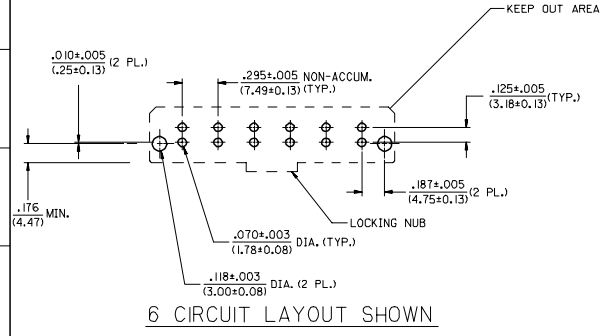 KEEP OUT AREA
.010±.005 (2 PL.)
(.25±0.13)
.295±.005 NON-ACCUM.
(7.49±0.13) (TYP.)
.125±.005 (TYP.)
(3.18±0.13)
.187±.005 (2 PL.)
(4.75±0.13)
.176 MIN.
(4.47)
LOCKING NUB
.070±.003 DIA. (TYP.)
(1.78±0.08)
.118±.003 DIA. (2 PL.)
(3.00±0.08)
6 CIRCUIT LAYOUT SHOWN